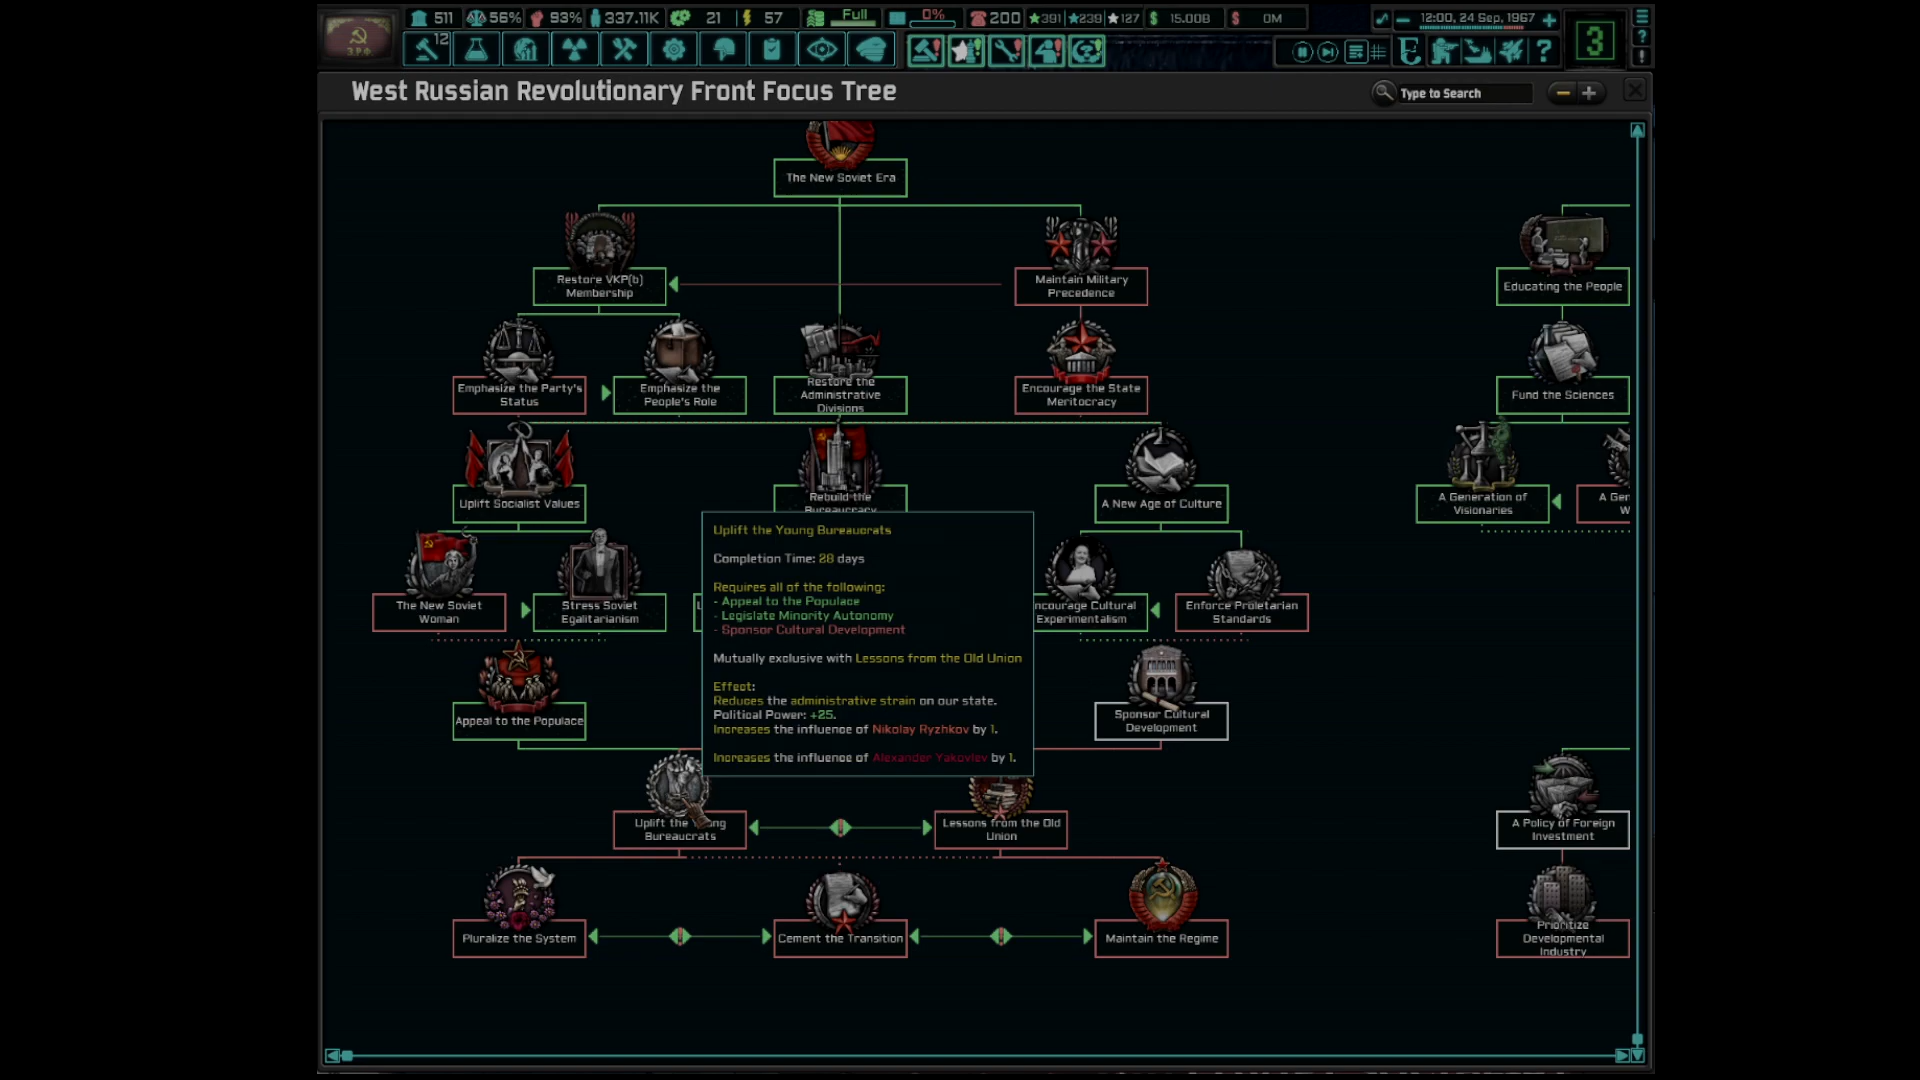 511 56% 93% 337.11K 21 57 Full 0% 200 391 239 127 $ 15.00B $ 0M 12:00, 24 Sep, 1967
З.Р.Ф.
12
3
West Russian Revolutionary Front Focus Tree
Type to Search
The New Soviet Era
Restore VKP(b)
Membership
Maintain Military
Precedence
Educating the People
Emphasize the Party's
Status
Emphasize the
People's Role
Restore the
Administrative
Divisions
Encourage the State
Meritocracy
Fund the Sciences
Uplift Socialist Values
Rebuild the
Bureaucracy
A New Age of Culture
A Generation of
Visionaries
A Gen
W
Uplift the Young Bureaucrats
Completion Time: 28 days
Requires all of the following:
- Appeal to the Populace
- Legislate Minority Autonomy
- Sponsor Cultural Development
Mutually exclusive with Lessons from the Old Union
Effect:
Reduces the administrative strain on our state.
Political Power: +25.
Increases the influence of Nikolay Ryzhkov by 1.
Increases the influence of Alexander Yakovlev by 1.
The New Soviet
Woman
Stress Soviet
Egalitarianism
ncourage Cultural
Experimentalism
Enforce Proletarian
Standards
Appeal to the Populace
Sponsor Cultural
Development
Uplift the Young
Bureaucrats
Lessons from the Old
Union
A Policy of Foreign
Investment
Pluralize the System
Cement the Transition
Maintain the Regime
Prioritize
Developmental
Industry